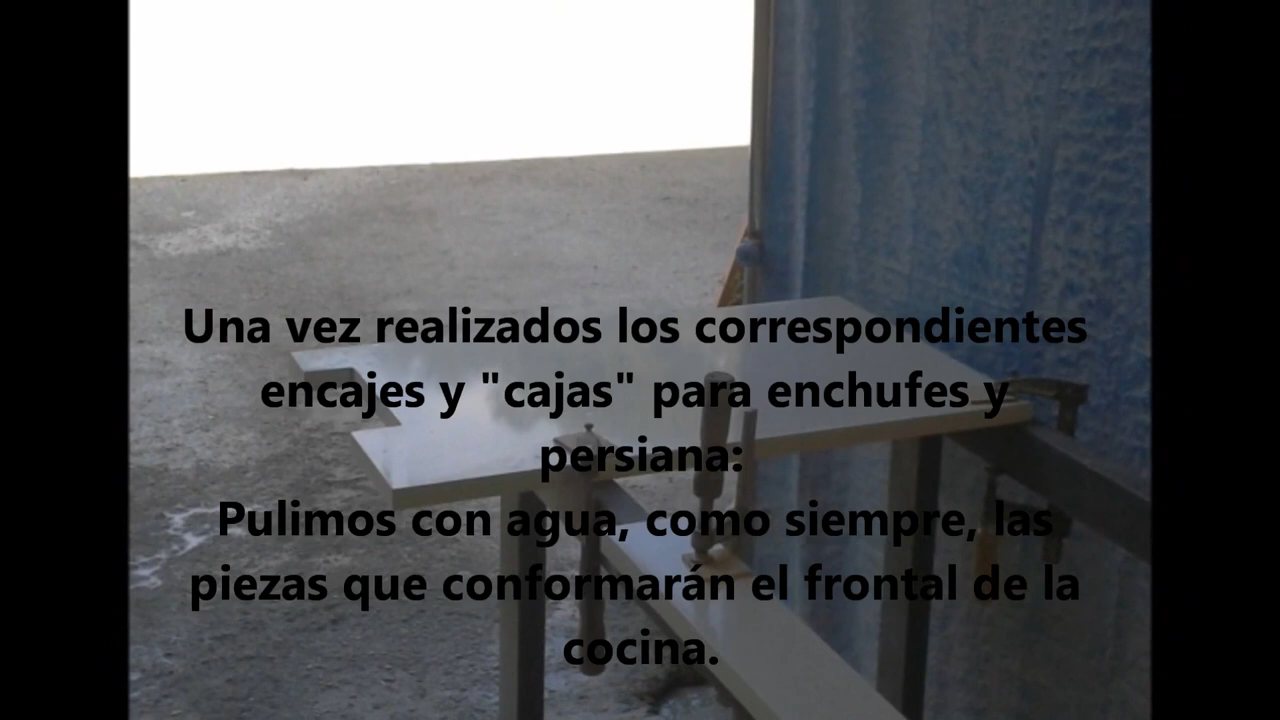 Una vez realizados los correspondientes
encajes y "cajas" para enchufes y
persiana:
Pulimos con agua, como siempre, las
piezas que conformarán el frontal de la
cocina.